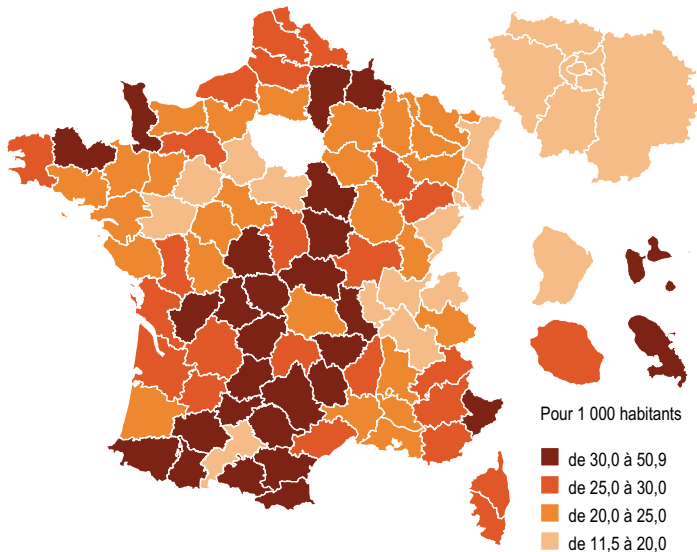 Pour 1 000 habitants
de 30,0 à 50,9
de 25,0 à 30,0
de 20,0 à 25,0
de 11,5 à 20,0